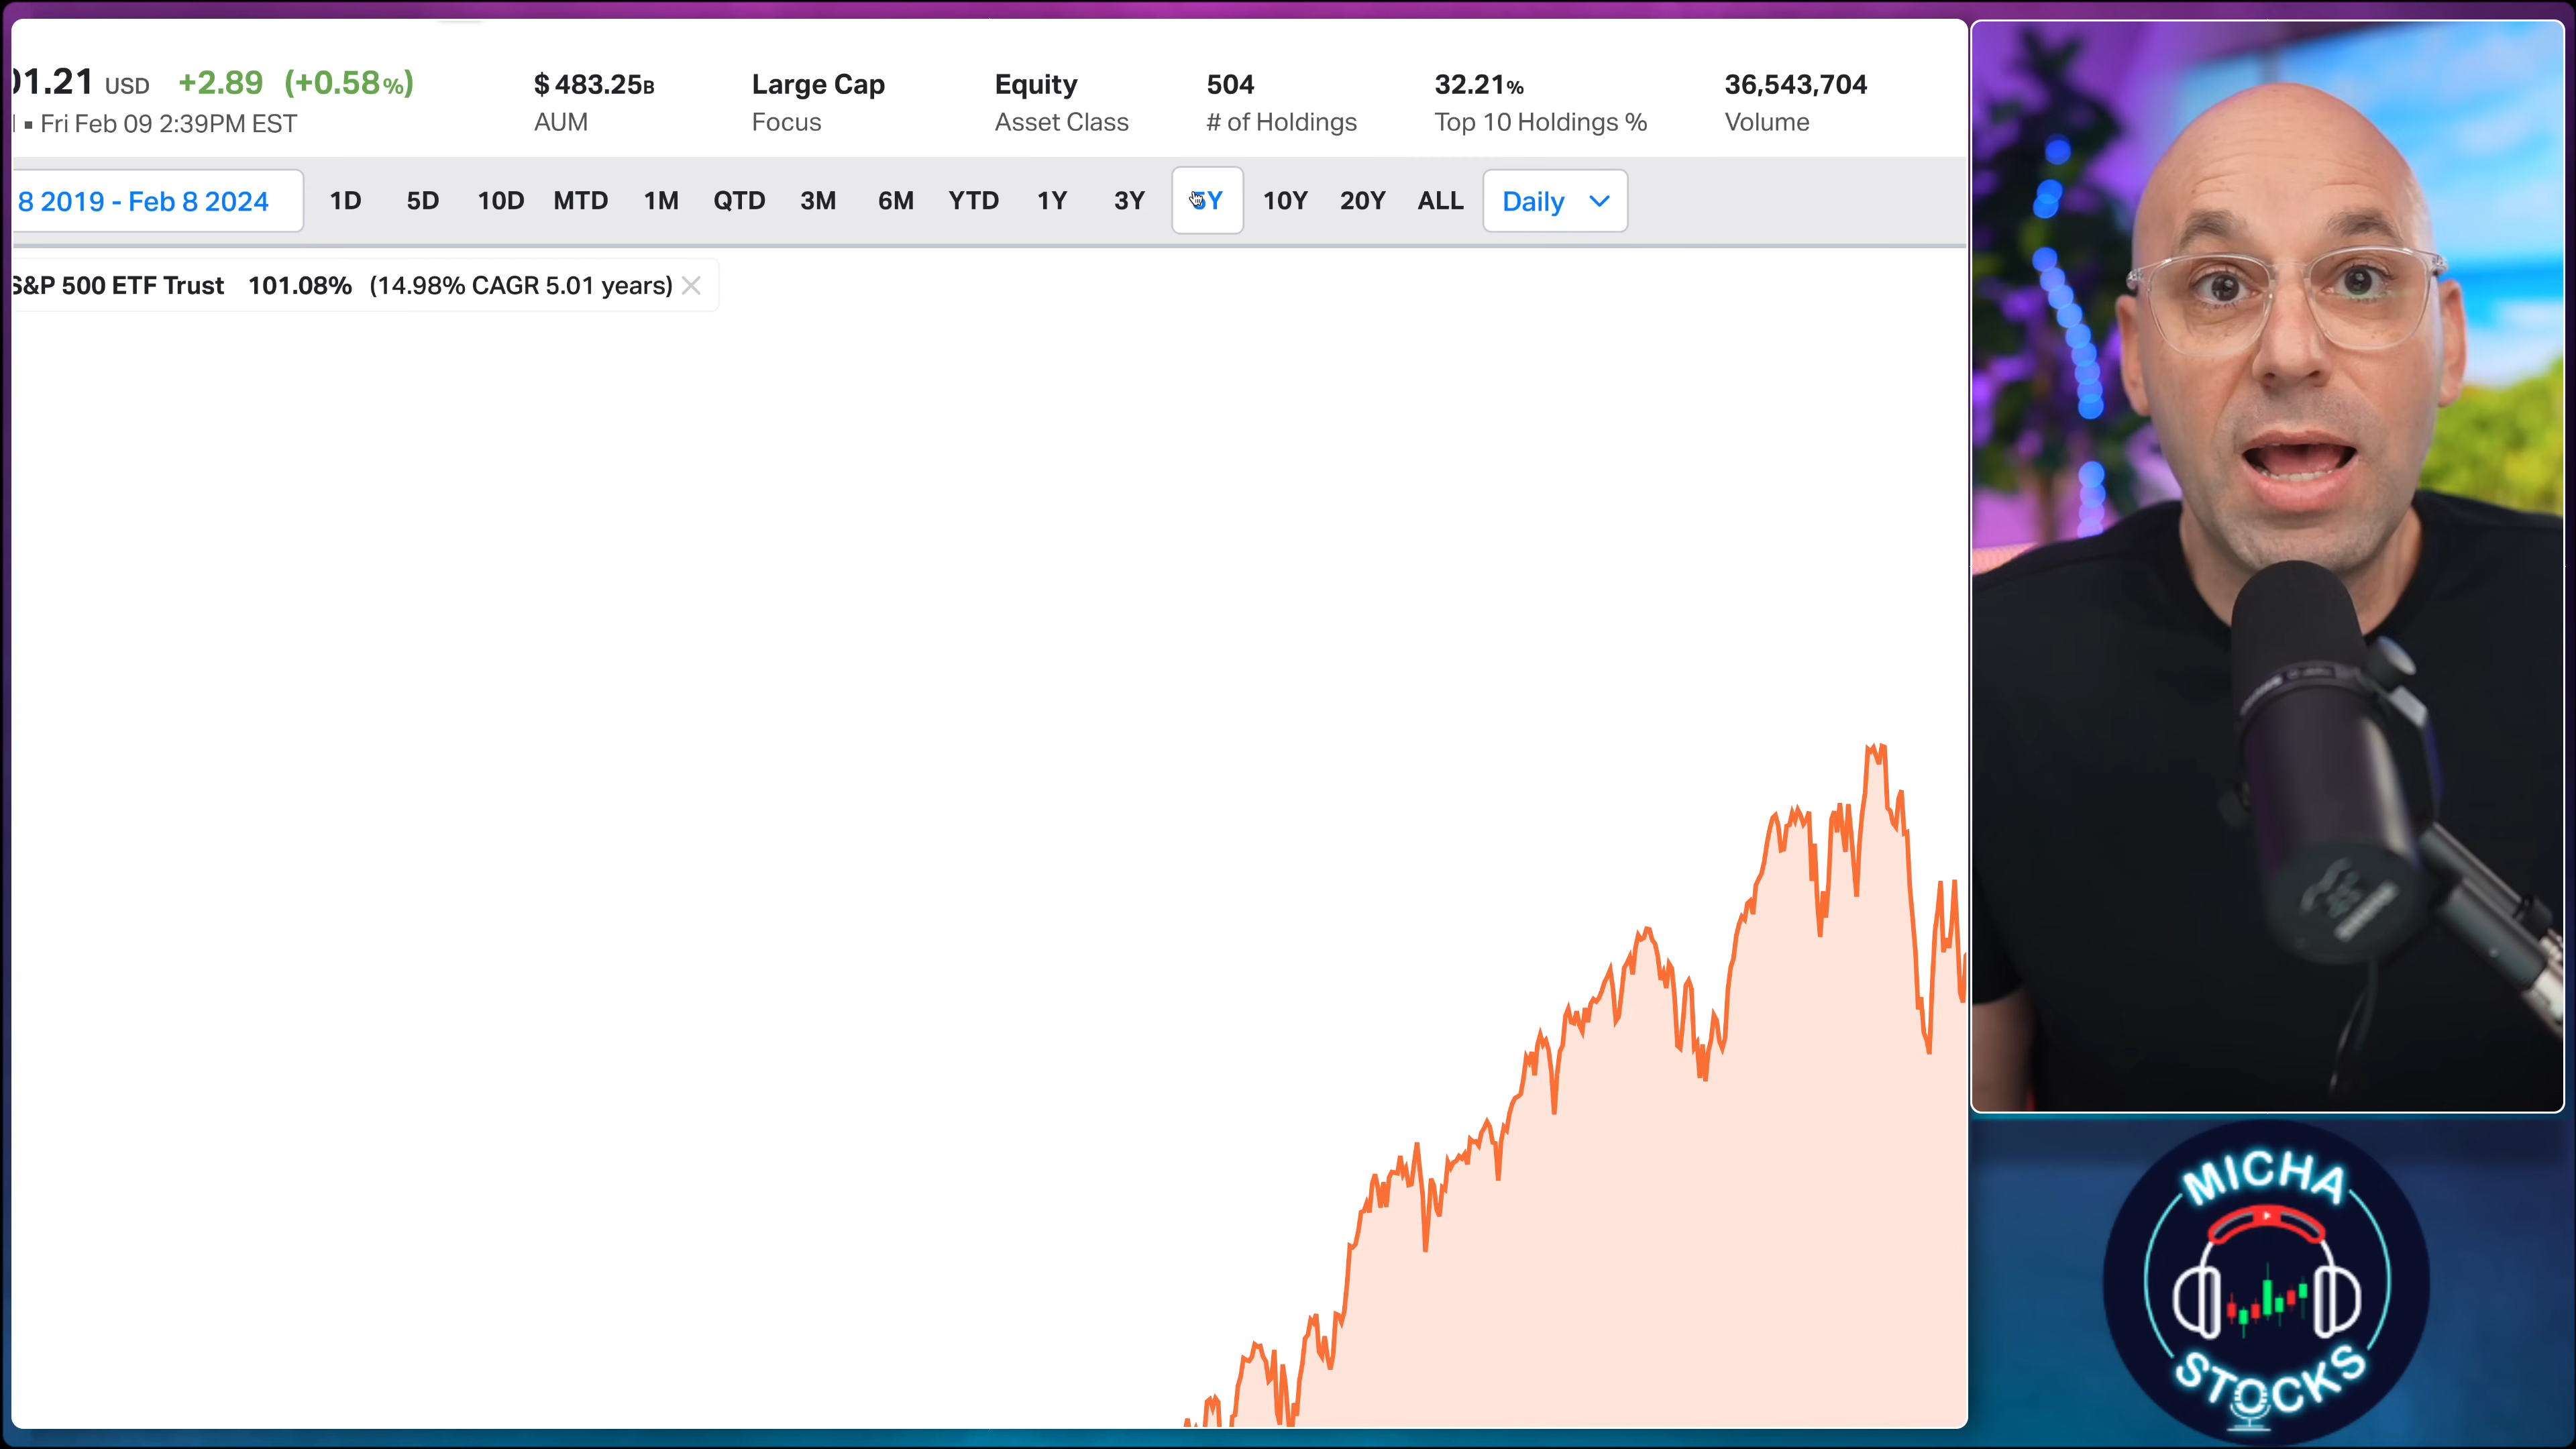 01.21 USD +2.89 (+0.58%)
$ 483.25B
Large Cap
Equity
504
32.21%
36,543,704
Fri Feb 09 2:39PM EST
AUM
Focus
Asset Class
# of Holdings
Top 10 Holdings %
Volume
8 2019 - Feb 8 2024 1D 5D 10D MTD 1M QTD 3M 6M YTD 1Y 3Y 5Y 10Y 20Y ALL Daily
S&P 500 ETF Trust 101.08% (14.98% CAGR 5.01 years)
MICHA
STOCKS